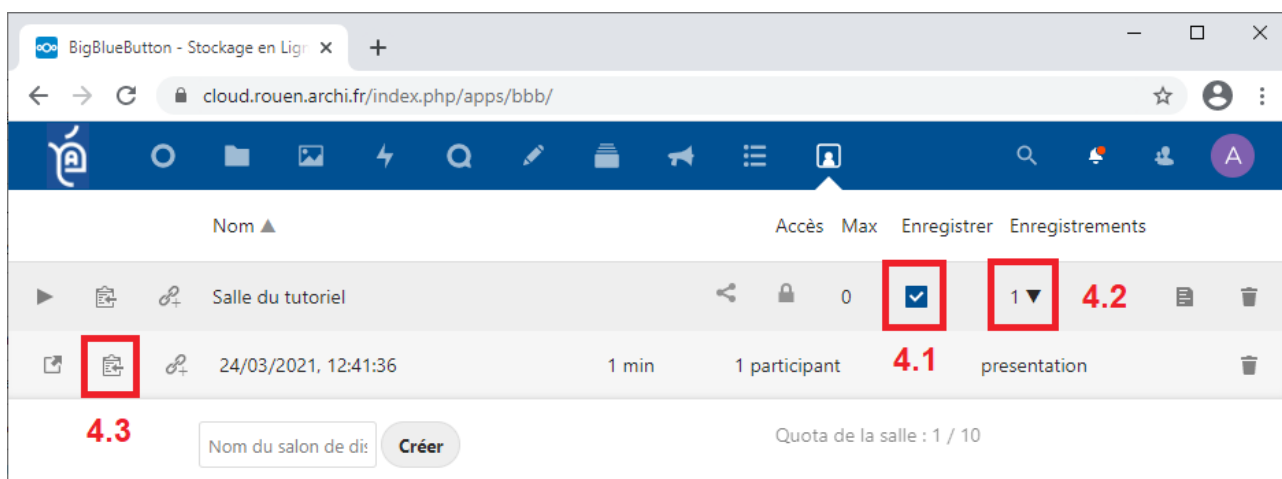 BigBlueButton - Stockage en Lign
cloud.rouen.archi.fr/index.php/apps/bbb/
A
Nom ▲ Accès Max Enregistrer Enregistrements
Salle du tutoriel 0 1 ▼ 4.2
4.1
24/03/2021, 12:41:36 1 min 1 participant presentation
4.3
Nom du salon de dis Créer Quota de la salle : 1 / 10